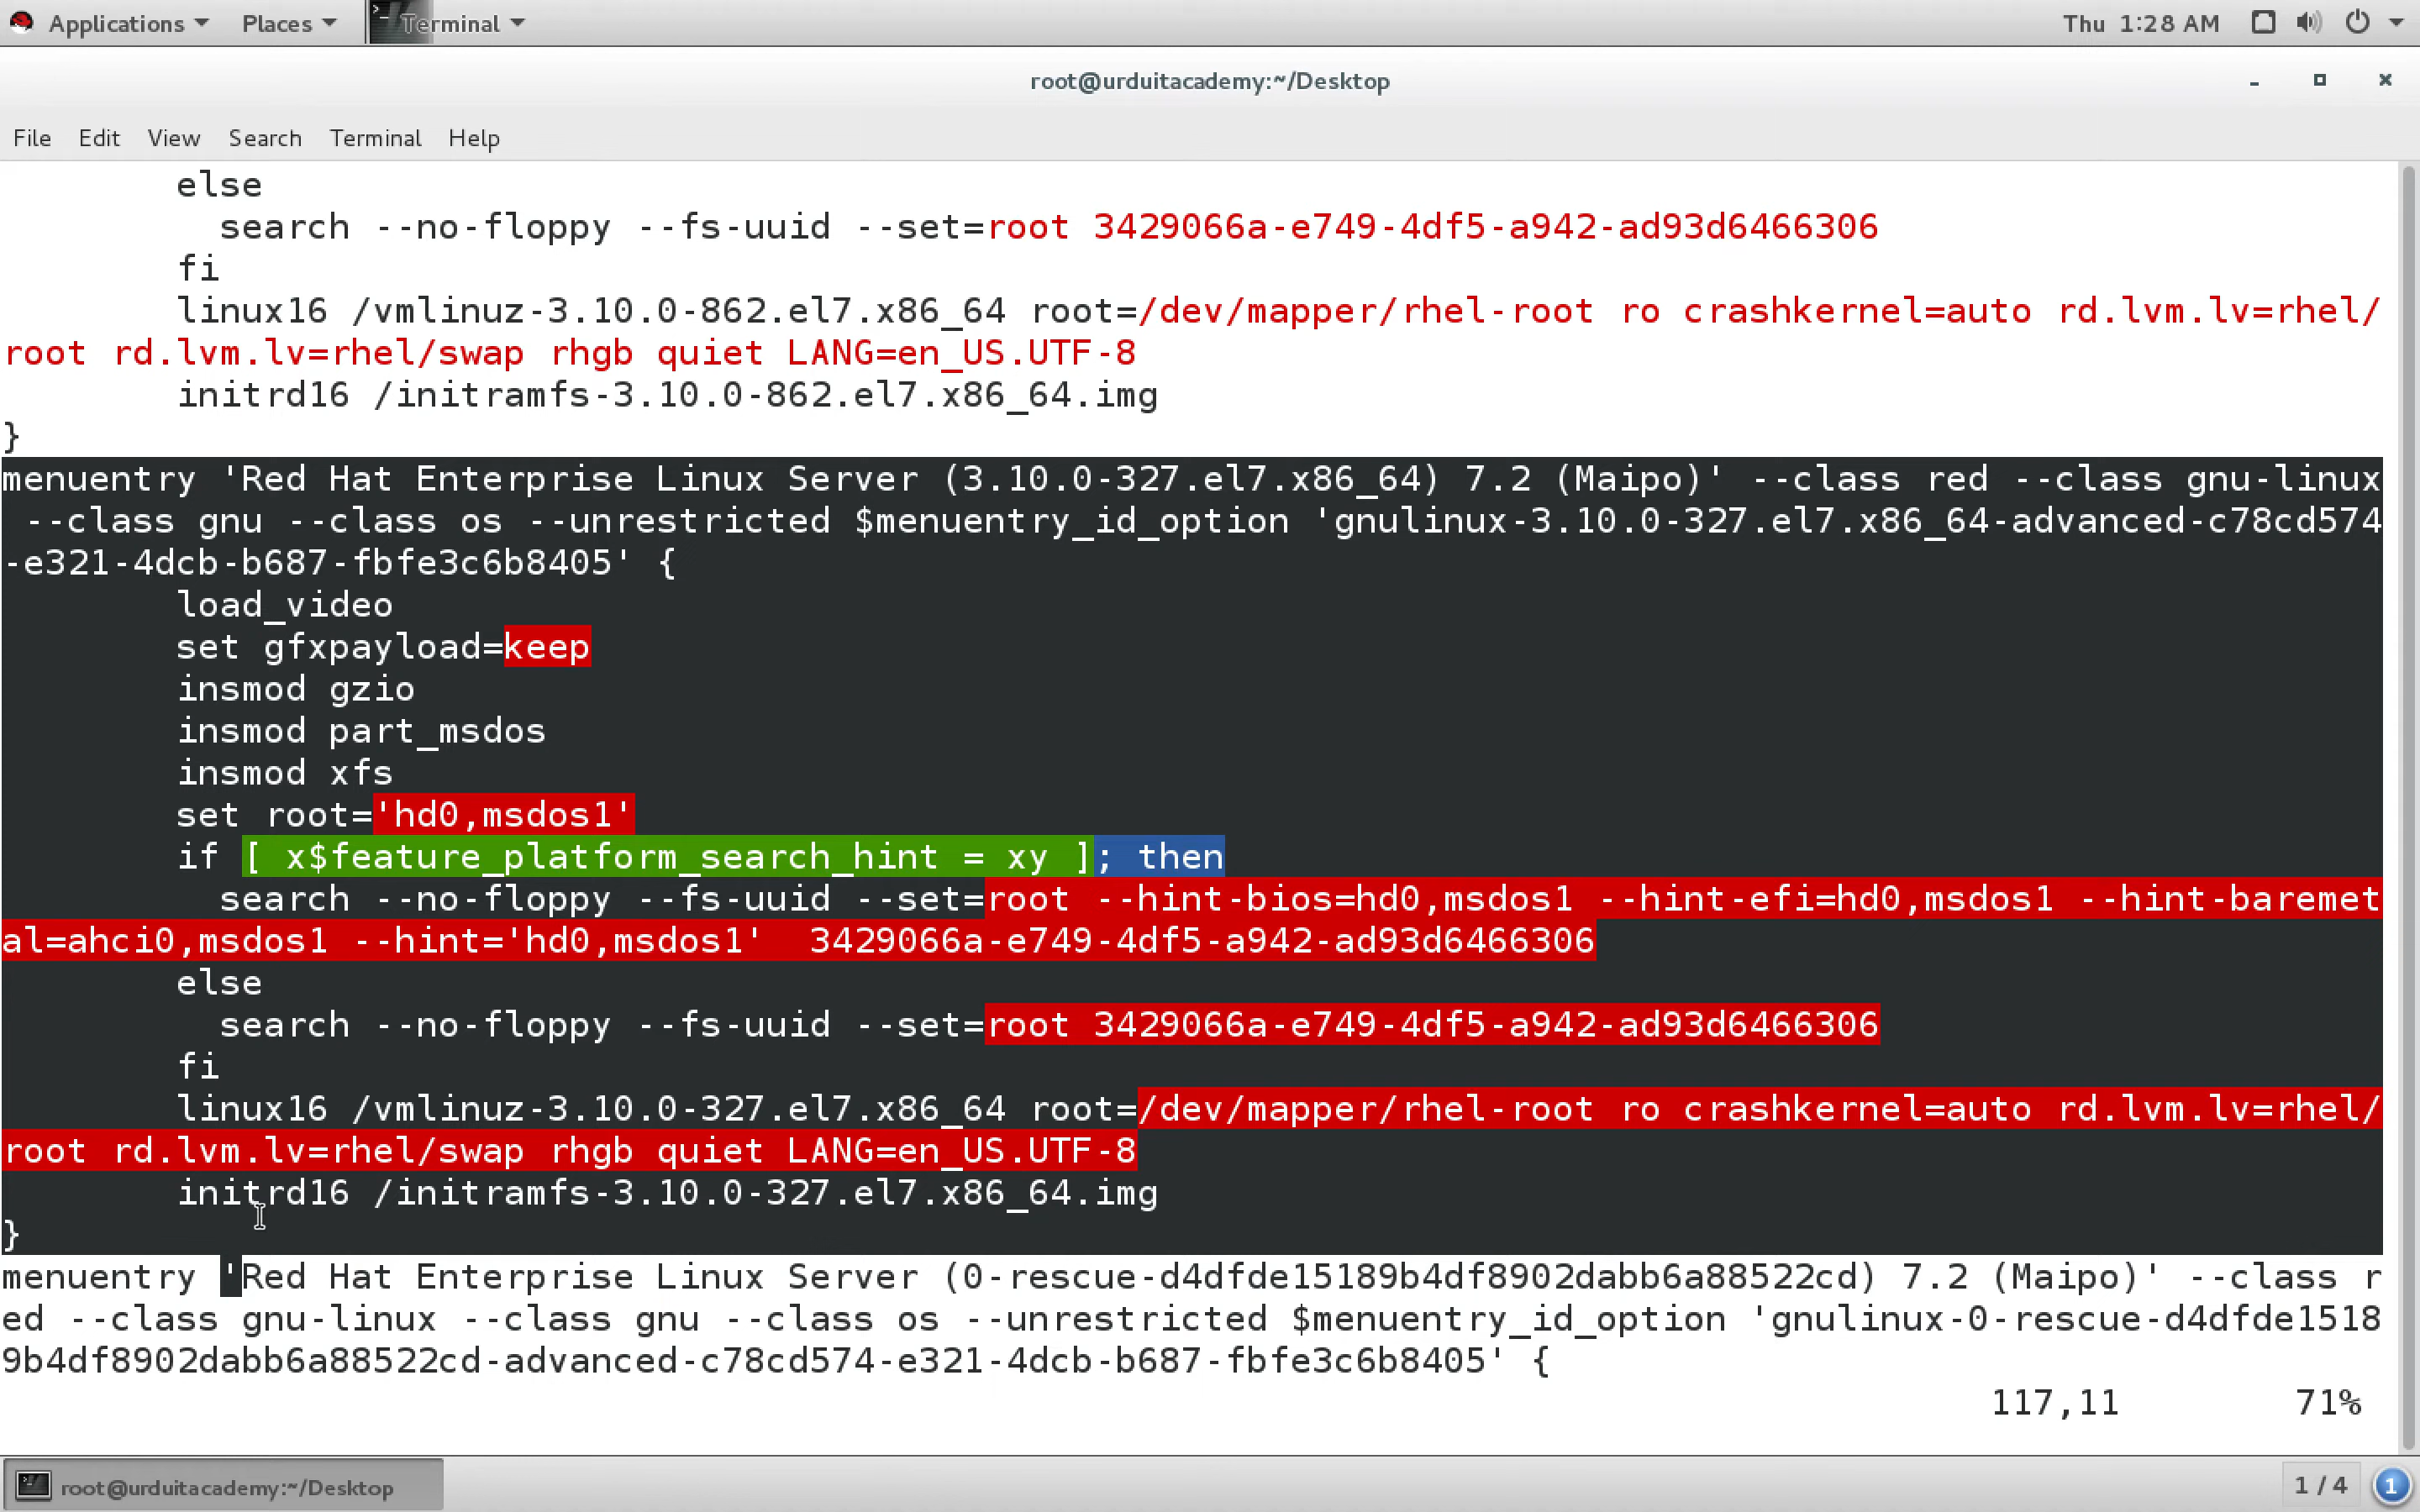 Applications Places Terminal Thu 1:28 AM
root@urduitacademy:~/Desktop
File Edit View Search Terminal Help
else
search --no-floppy --fs-uuid --set=root 3429066a-e749-4df5-a942-ad93d6466306
fi
linux16 /vmlinuz-3.10.0-862.el7.x86_64 root=/dev/mapper/rhel-root ro crashkernel=auto rd.lvm.lv=rhel/
root rd.lvm.lv=rhel/swap rhgb quiet LANG=en_US.UTF-8
initrd16 /initramfs-3.10.0-862.el7.x86_64.img
}
menuentry 'Red Hat Enterprise Linux Server (3.10.0-327.el7.x86_64) 7.2 (Maipo)' --class red --class gnu-linux
--class gnu --class os --unrestricted $menuentry_id_option 'gnulinux-3.10.0-327.el7.x86_64-advanced-c78cd574
-e321-4dcb-b687-fbfe3c6b8405' {
load_video
set gfxpayload=keep
insmod gzio
insmod part_msdos
insmod xfs
set root='hd0,msdos1'
if [ x$feature_platform_search_hint = xy ]; then
search --no-floppy --fs-uuid --set=root --hint-bios=hd0,msdos1 --hint-efi=hd0,msdos1 --hint-baremet
al=ahci0,msdos1 --hint='hd0,msdos1'  3429066a-e749-4df5-a942-ad93d6466306
else
search --no-floppy --fs-uuid --set=root 3429066a-e749-4df5-a942-ad93d6466306
fi
linux16 /vmlinuz-3.10.0-327.el7.x86_64 root=/dev/mapper/rhel-root ro crashkernel=auto rd.lvm.lv=rhel/
root rd.lvm.lv=rhel/swap rhgb quiet LANG=en_US.UTF-8
initrd16 /initramfs-3.10.0-327.el7.x86_64.img
}
menuentry 'Red Hat Enterprise Linux Server (0-rescue-d4dfde15189b4df8902dabb6a88522cd) 7.2 (Maipo)' --class r
ed --class gnu-linux --class gnu --class os --unrestricted $menuentry_id_option 'gnulinux-0-rescue-d4dfde1518
9b4df8902dabb6a88522cd-advanced-c78cd574-e321-4dcb-b687-fbfe3c6b8405' {
117,11 71%
root@urduitacademy:~/Desktop 1 / 4 1